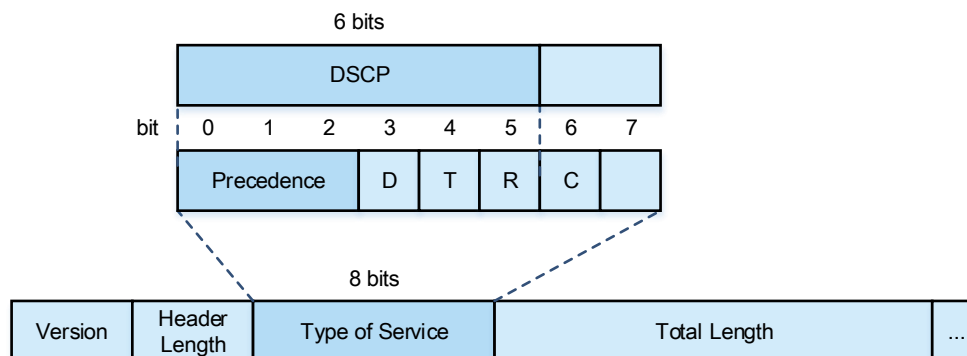 6 bits
DSCP
bit 0 1 2 3 4 5 6 7
Precedence D T R C
8 bits
Version Header Length Type of Service Total Length ...